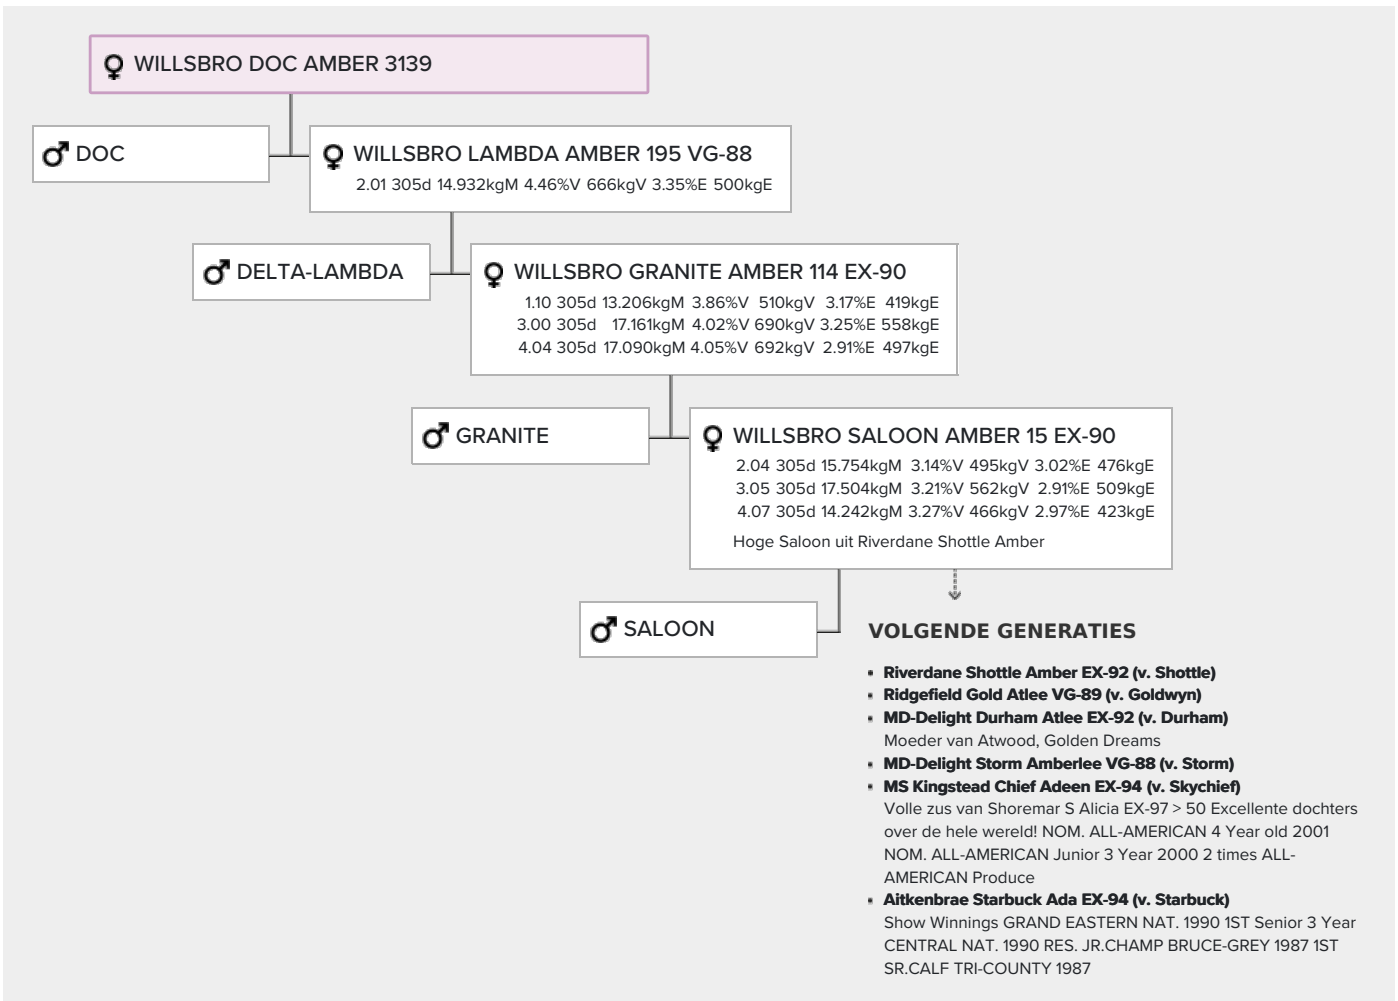 WILLSBRO DOC AMBER 3139
DOC
WILLSBRO LAMBDA AMBER 195 VG-88
2.01 305d 14.932kgM 4.46%V 666kgV 3.35%E 500kgE
DELTA-LAMBDA
WILLSBRO GRANITE AMBER 114 EX-90
1.10 305d 13.206kgM 3.86%V 510kgV 3.17%E 419kgE
3.00 305d 17.161kgM 4.02%V 690kgV 3.25%E 558kgE
4.04 305d 17.090kgM 4.05%V 692kgV 2.91%E 497kgE
GRANITE
WILLSBRO SALOON AMBER 15 EX-90
2.04 305d 15.754kgM 3.14%V 495kgV 3.02%E 476kgE
3.05 305d 17.504kgM 3.21%V 562kgV 2.91%E 509kgE
4.07 305d 14.242kgM 3.27%V 466kgV 2.97%E 423kgE
Hoge Saloon uit Riverdane Shottle Amber
SALOON
VOLGENDE GENERATIES
▪ Riverdane Shottle Amber EX-92 (v. Shottle)
▪ Ridgefield Gold Atlee VG-89 (v. Goldwyn)
▪ MD-Delight Durham Atlee EX-92 (v. Durham)
Moeder van Atwood, Golden Dreams
▪ MD-Delight Storm Amberlee VG-88 (v. Storm)
▪ MS Kingstead Chief Adeen EX-94 (v. Skychief)
Volle zus van Shoremar S Alicia EX-97 > 50 Excellente dochters
over de hele wereld! NOM. ALL-AMERICAN 4 Year old 2001
NOM. ALL-AMERICAN Junior 3 Year 2000 2 times ALL-
AMERICAN Produce
▪ Aitkenbrae Starbuck Ada EX-94 (v. Starbuck)
Show Winnings GRAND EASTERN NAT. 1990 1ST Senior 3 Year
CENTRAL NAT. 1990 RES. JR.CHAMP BRUCE-GREY 1987 1ST
SR.CALF TRI-COUNTY 1987